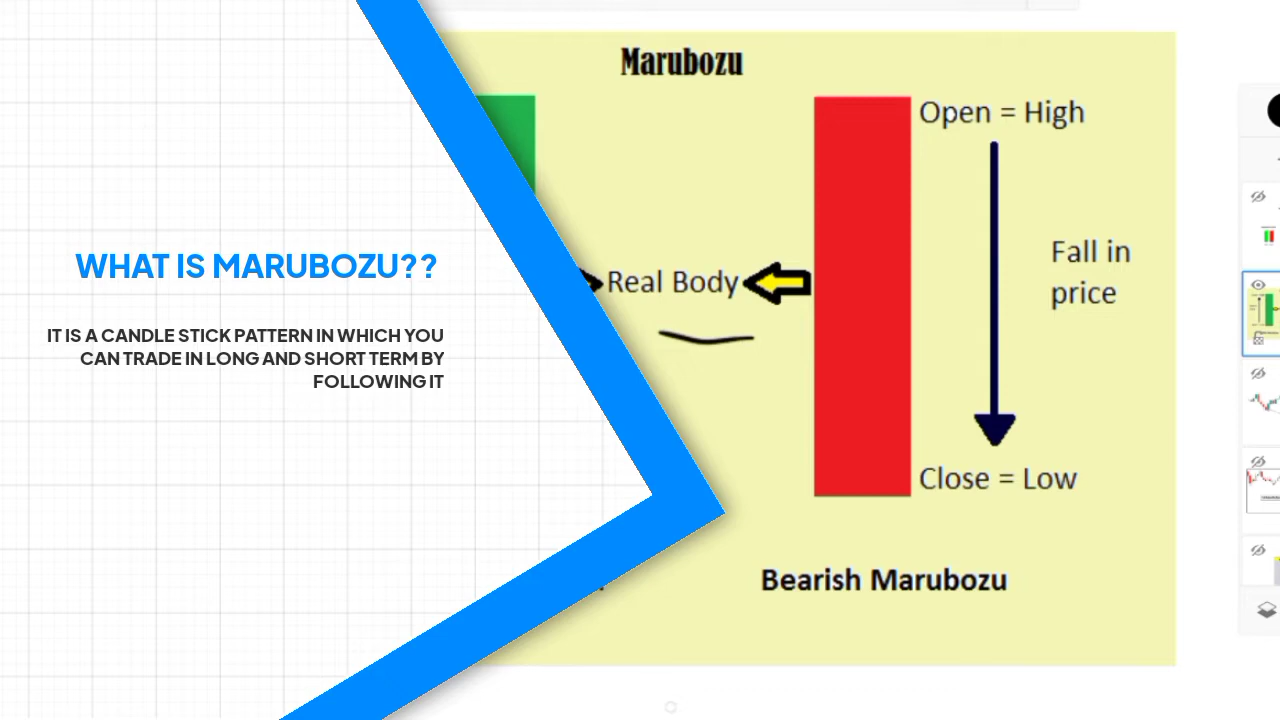 WHAT IS MARUBOZU??
IT IS A CANDLE STICK PATTERN IN WHICH YOU
CAN TRADE IN LONG AND SHORT TERM BY
FOLLOWING IT
Marubozu
Open = High
Fall in
price
Real Body
Close = Low
Bearish Marubozu